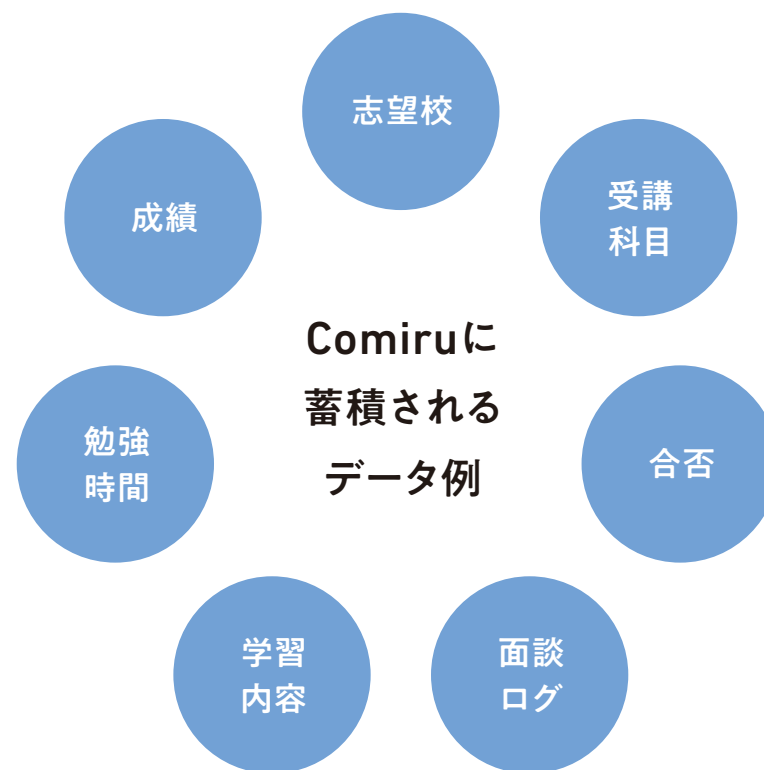 志望校
受講
科目
合否
面談
ログ
学習
内容
勉強
時間
成績
Comiruに
蓄積される
データ例